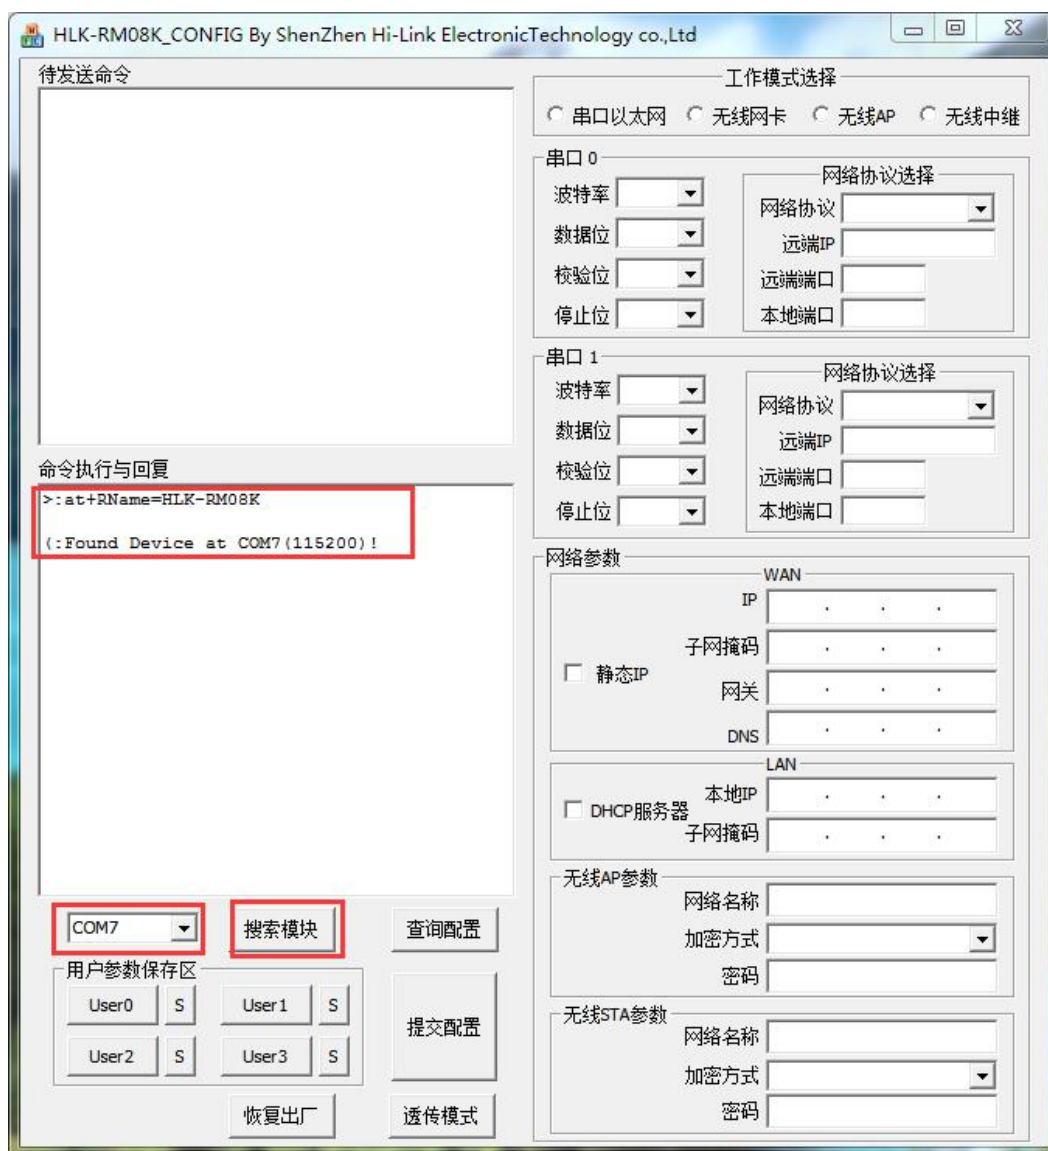 HLK-RM08K_CONFIG By ShenZhen Hi-Link ElectronicTechnology co.,Ltd
待发送命令
命令执行与回复
>:at+RName=HLK-RM08K
(:Found Device at COM7(115200)!
COM7
搜索模块
查询配置
用户参数保存区
User0
S
User1
S
User2
S
User3
S
提交配置
恢复出厂
透传模式
工作模式选择
串口以太网
无线网卡
无线AP
无线中继
串口 0
波特率
数据位
校验位
停止位
网络协议选择
网络协议
远端IP
远端端口
本地端口
串口 1
波特率
数据位
校验位
停止位
网络协议选择
网络协议
远端IP
远端端口
本地端口
网络参数
WAN
静态IP
IP
子网掩码
网关
DNS
LAN
DHCP服务器
本地IP
子网掩码
无线AP参数
网络名称
加密方式
密码
无线STA参数
网络名称
加密方式
密码